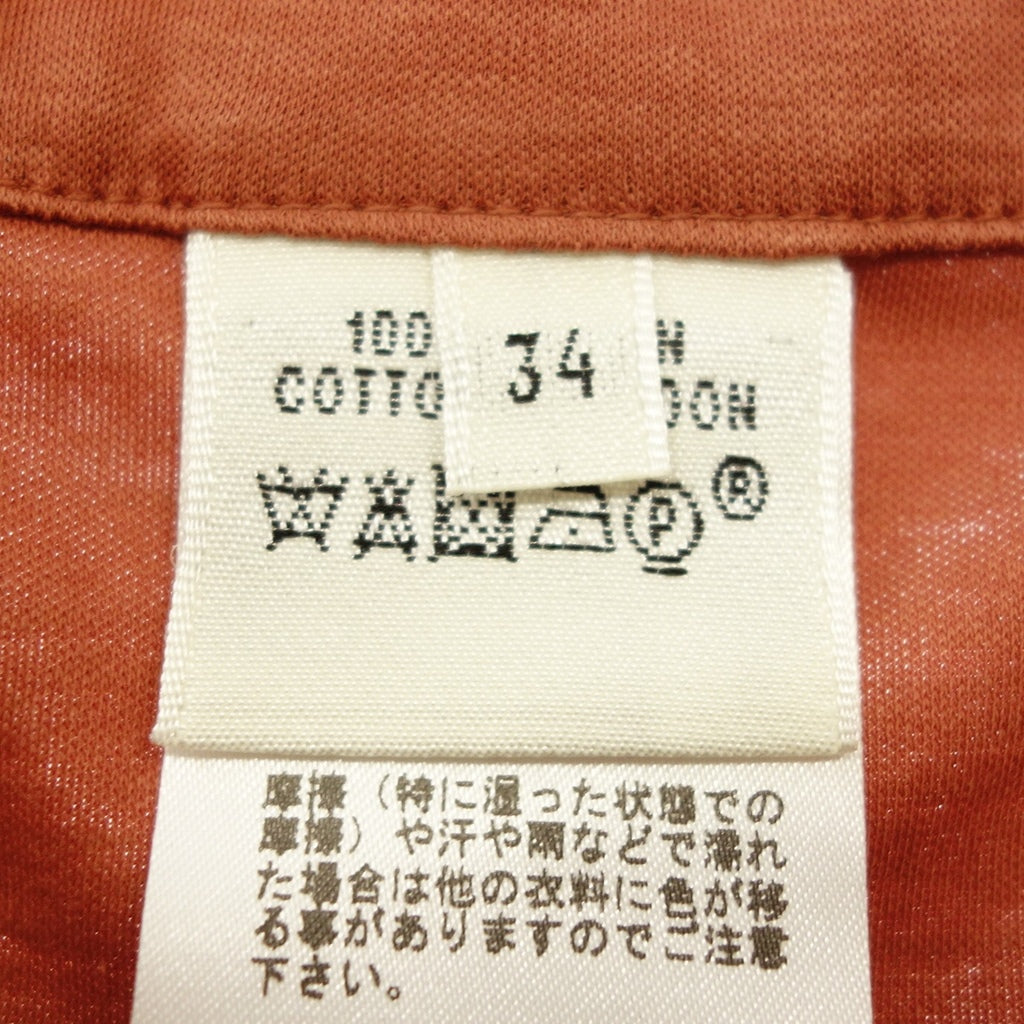 34
100
COTTO
Ⓟ ®
摩擦（特に湿った状態での
摩擦）や汗や雨などで濡れ
た場合は他の衣料に色が移
る事がありますのでご注意
下さい。